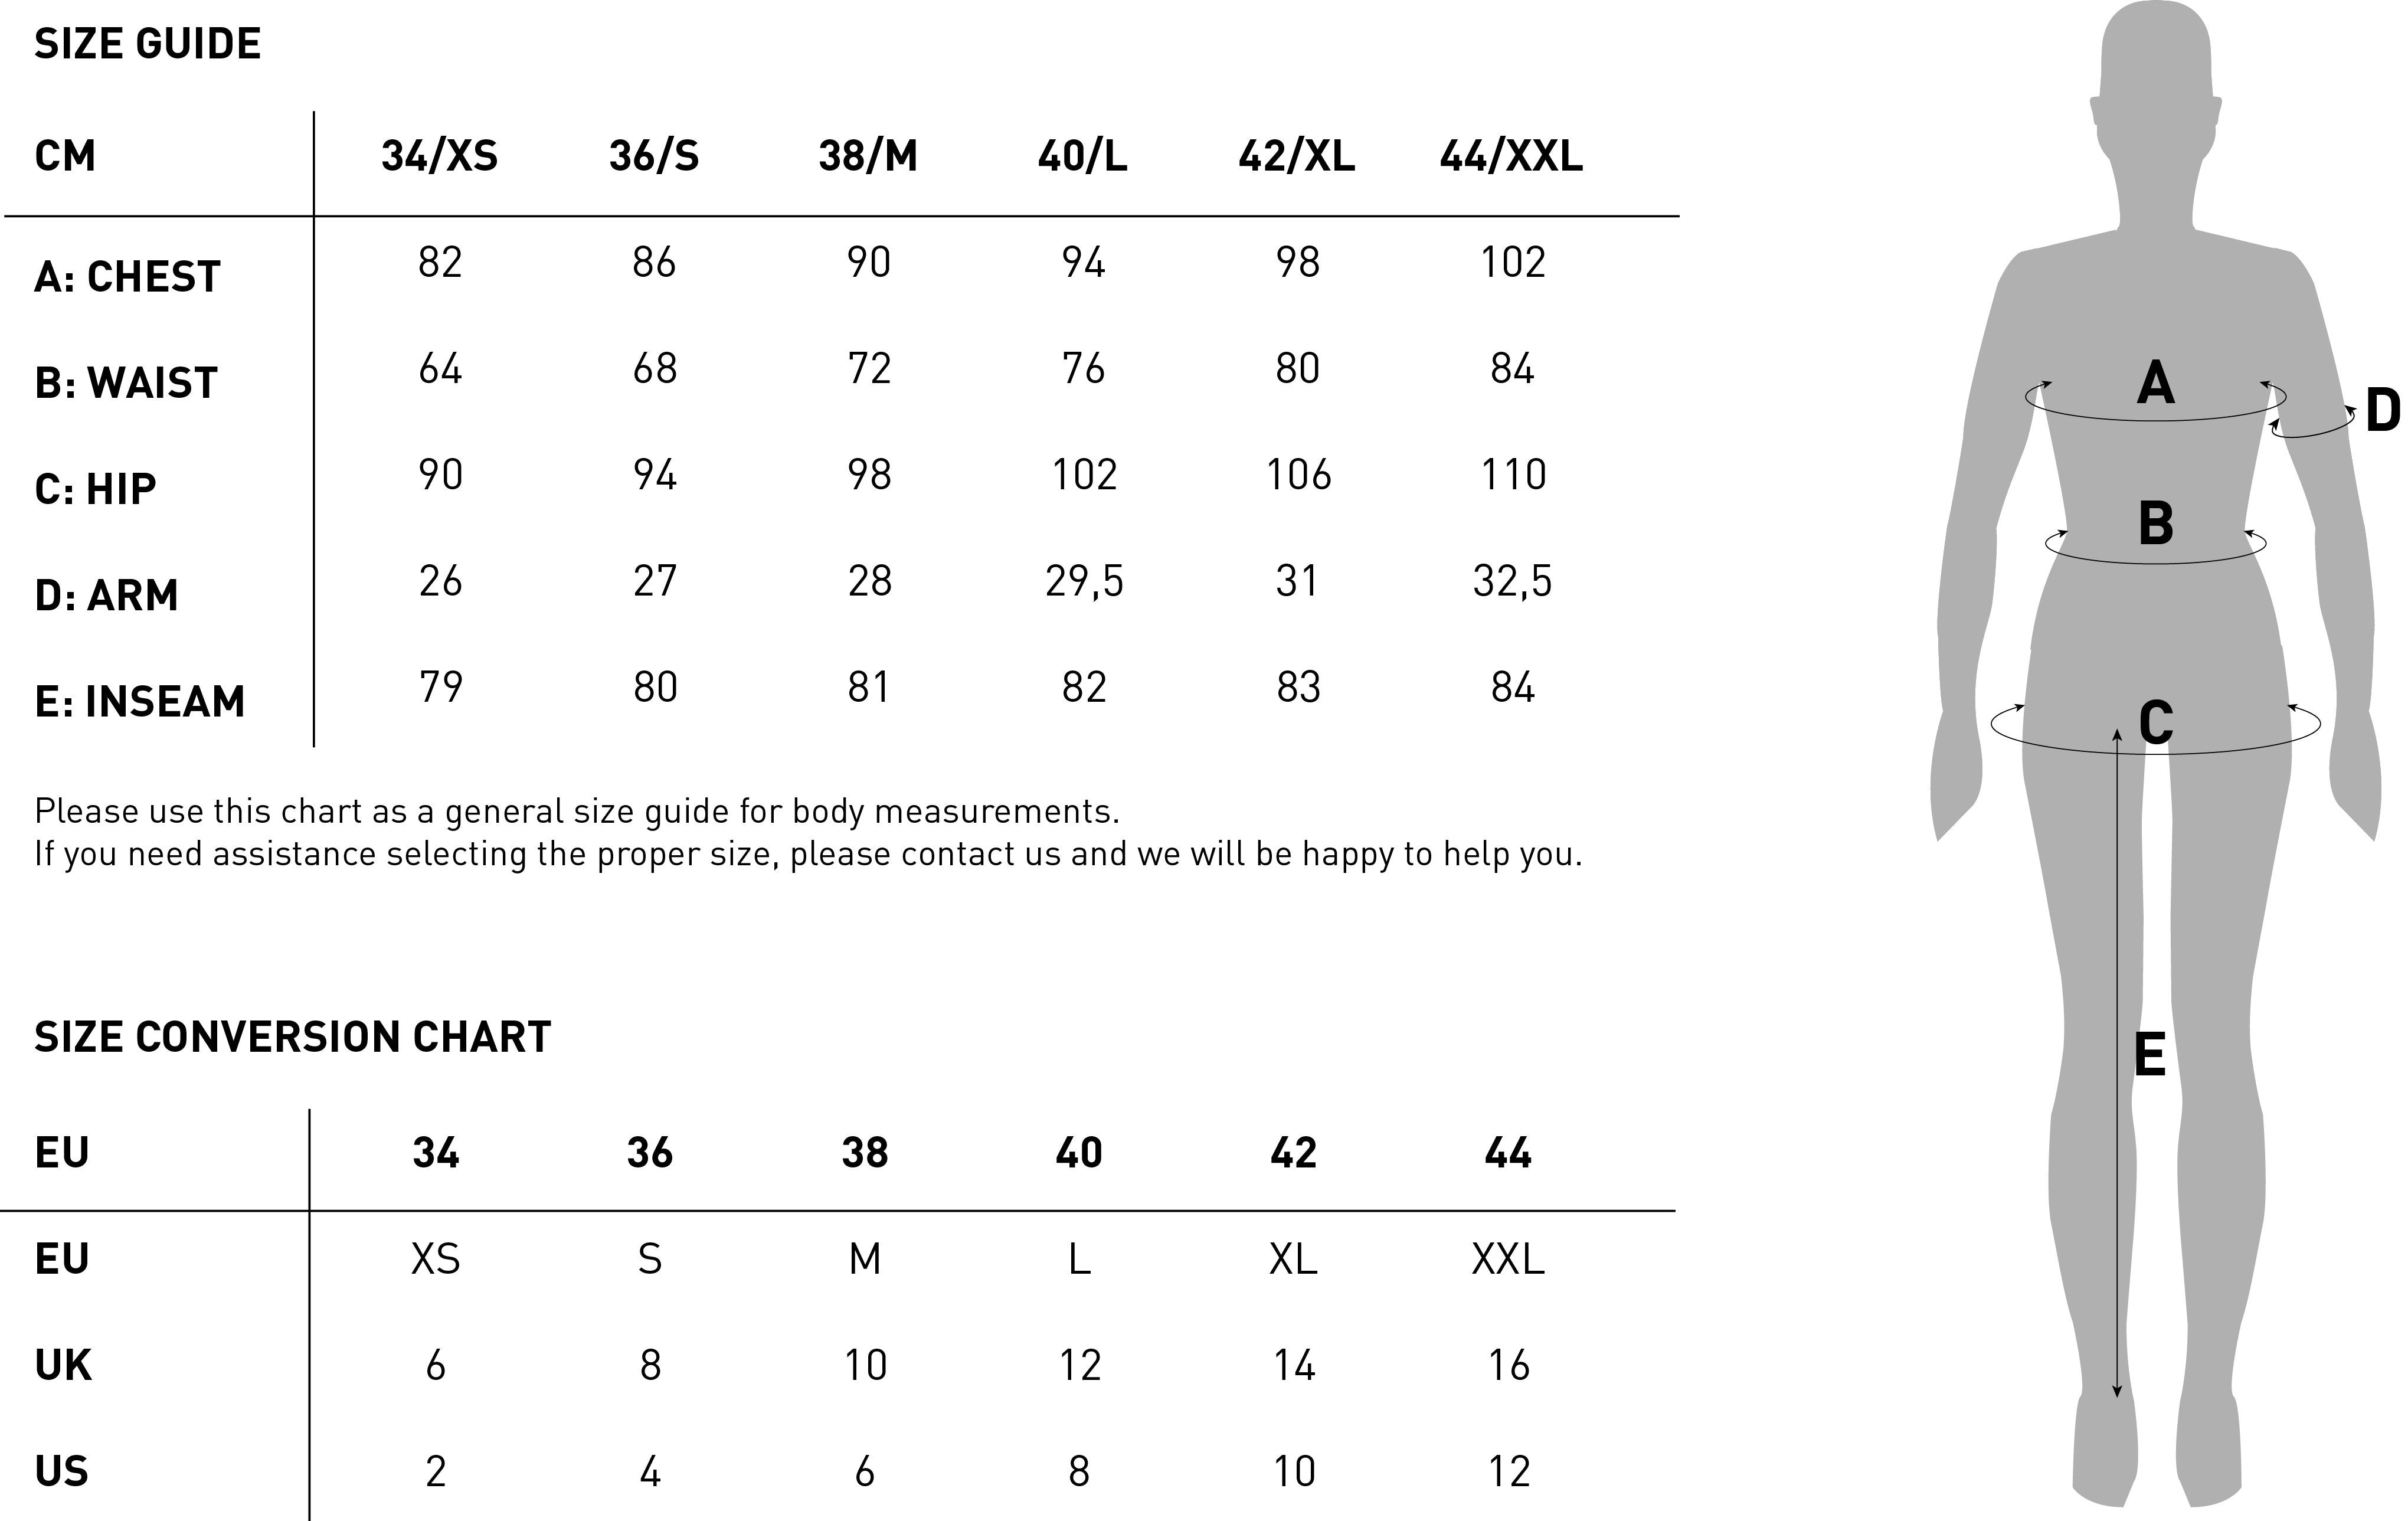 SIZE GUIDE
CM 34/XS 36/S 38/M 40/L 42/XL 44/XXL
A: CHEST 82 86 90 94 98 102
B: WAIST 64 68 72 76 80 84
C: HIP 90 94 98 102 106 110
D: ARM 26 27 28 29,5 31 32,5
E: INSEAM 79 80 81 82 83 84
Please use this chart as a general size guide for body measurements.
If you need assistance selecting the proper size, please contact us and we will be happy to help you.
SIZE CONVERSION CHART
EU 34 36 38 40 42 44
EU XS S M L XL XXL
UK 6 8 10 12 14 16
US 2 4 6 8 10 12
A
D
B
C
E